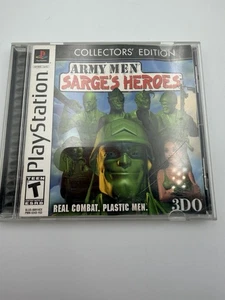 COLLECTORS' EDITION
ARMY MEN
SARGE'S HEROES
PlayStation
TEEN
T
REAL COMBAT. PLASTIC MEN.
3DO